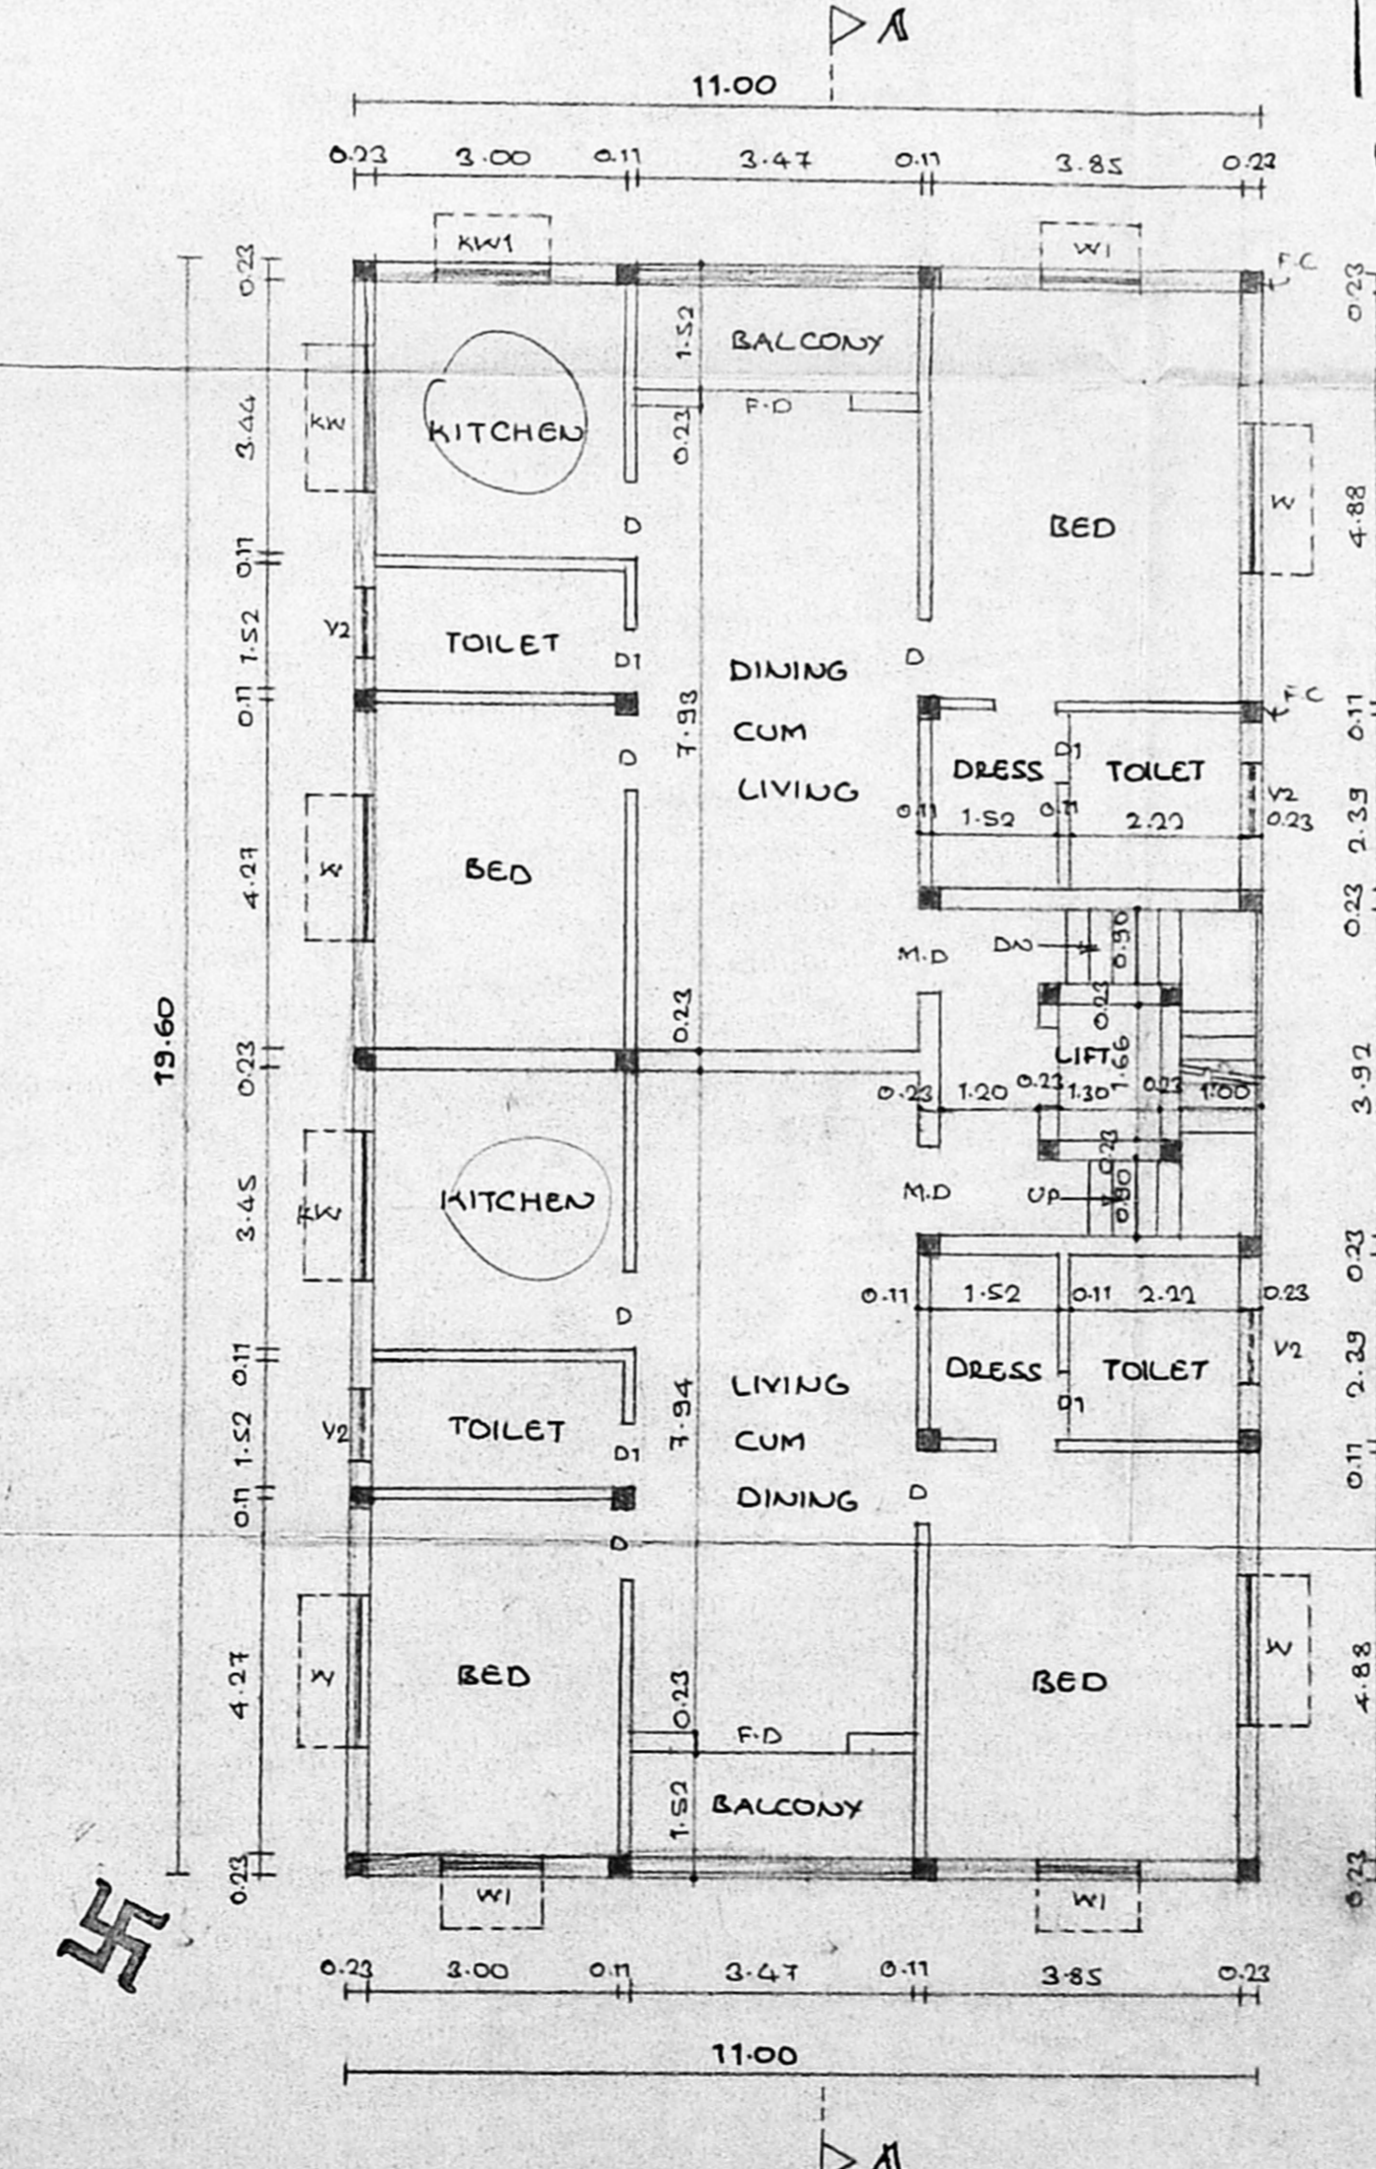 A
11.00
0.23 3.00 0.11 3.47 0.11 3.85 0.23
KW1 W1 F.C
0.23 0.23
1.52 BALCONY
KW KITCHEN F.D
3.44 0.23
W 4.88
D BED
0.11
V2 1.52 TOILET D1 D
DINING
0.11 F.C 0.11
7.93 CUM
D D1
DRESS TOILET
LIVING V2
0.11 1.52 0.11 2.22 0.23 2.39
W 4.27 BED
0.23
M.D DN 0.90
0.23 0.23
19.60
0.23 LIFT 1.66
0.23 1.20 0.23 1.30 0.23 1.00 3.92
0.23
KW 3.45 KITCHEN M.D UP 0.90
0.23
0.11 1.52 0.11 2.22 0.23
D
0.11 V2
LIVING DRESS TOILET 2.39
7.94 D1
V2 1.52 TOILET CUM
D1 0.11
0.11 DINING D
D
W 4.27 BED BED W 4.88
0.23 F.D
1.52 BALCONY
0.23 0.23
W1 W1
0.23 3.00 0.11 3.47 0.11 3.85 0.23
11.00
A